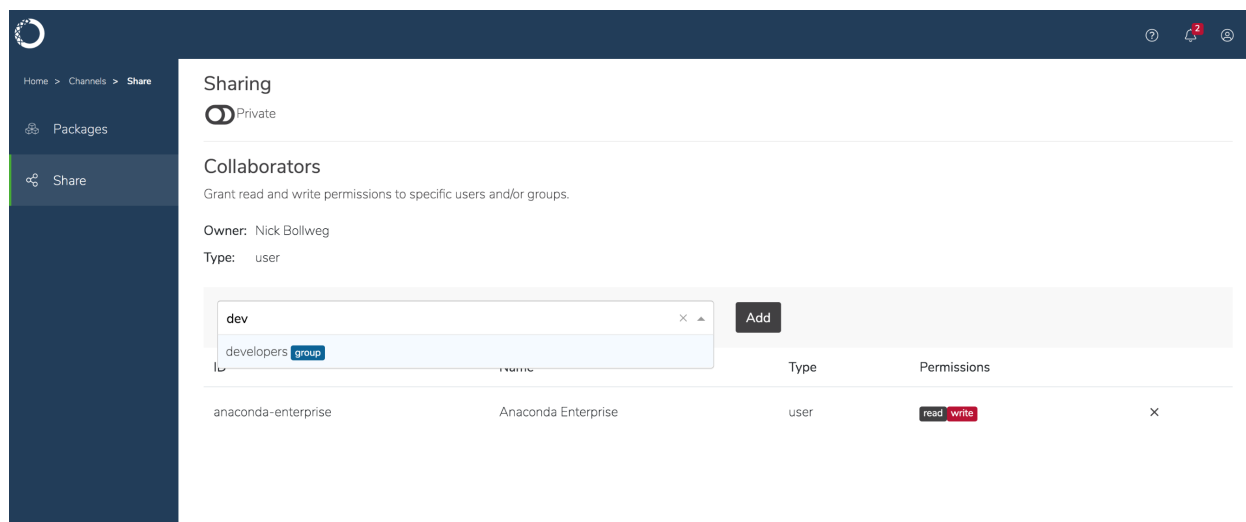 2
Home > Channels > Share
Packages
Share
Sharing
Private
Collaborators
Grant read and write permissions to specific users and/or groups.
Owner: Nick Bollweg
Type: user
dev
Add
developers group
ID Name Type Permissions
anaconda-enterprise Anaconda Enterprise user read write